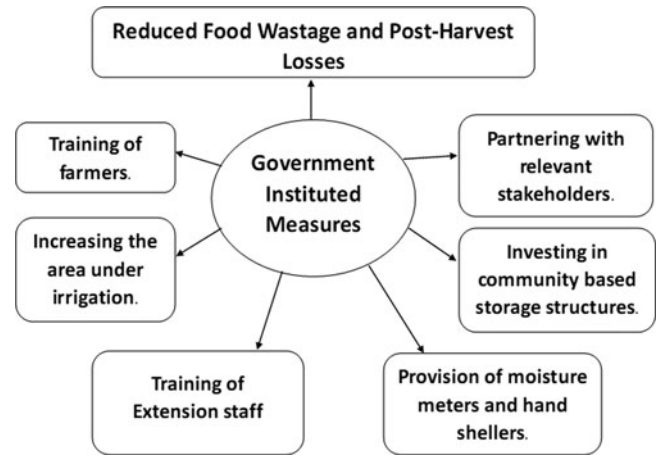 Reduced Food Wastage and Post-Harvest
Losses
Training of
farmers.
Government
Instituted
Measures
Partnering with
relevant
stakeholders.
Increasing the
area under
irrigation.
Investing in
community based
storage structures.
Training of
Extension staff
Provision of moisture
meters and hand
shellers.